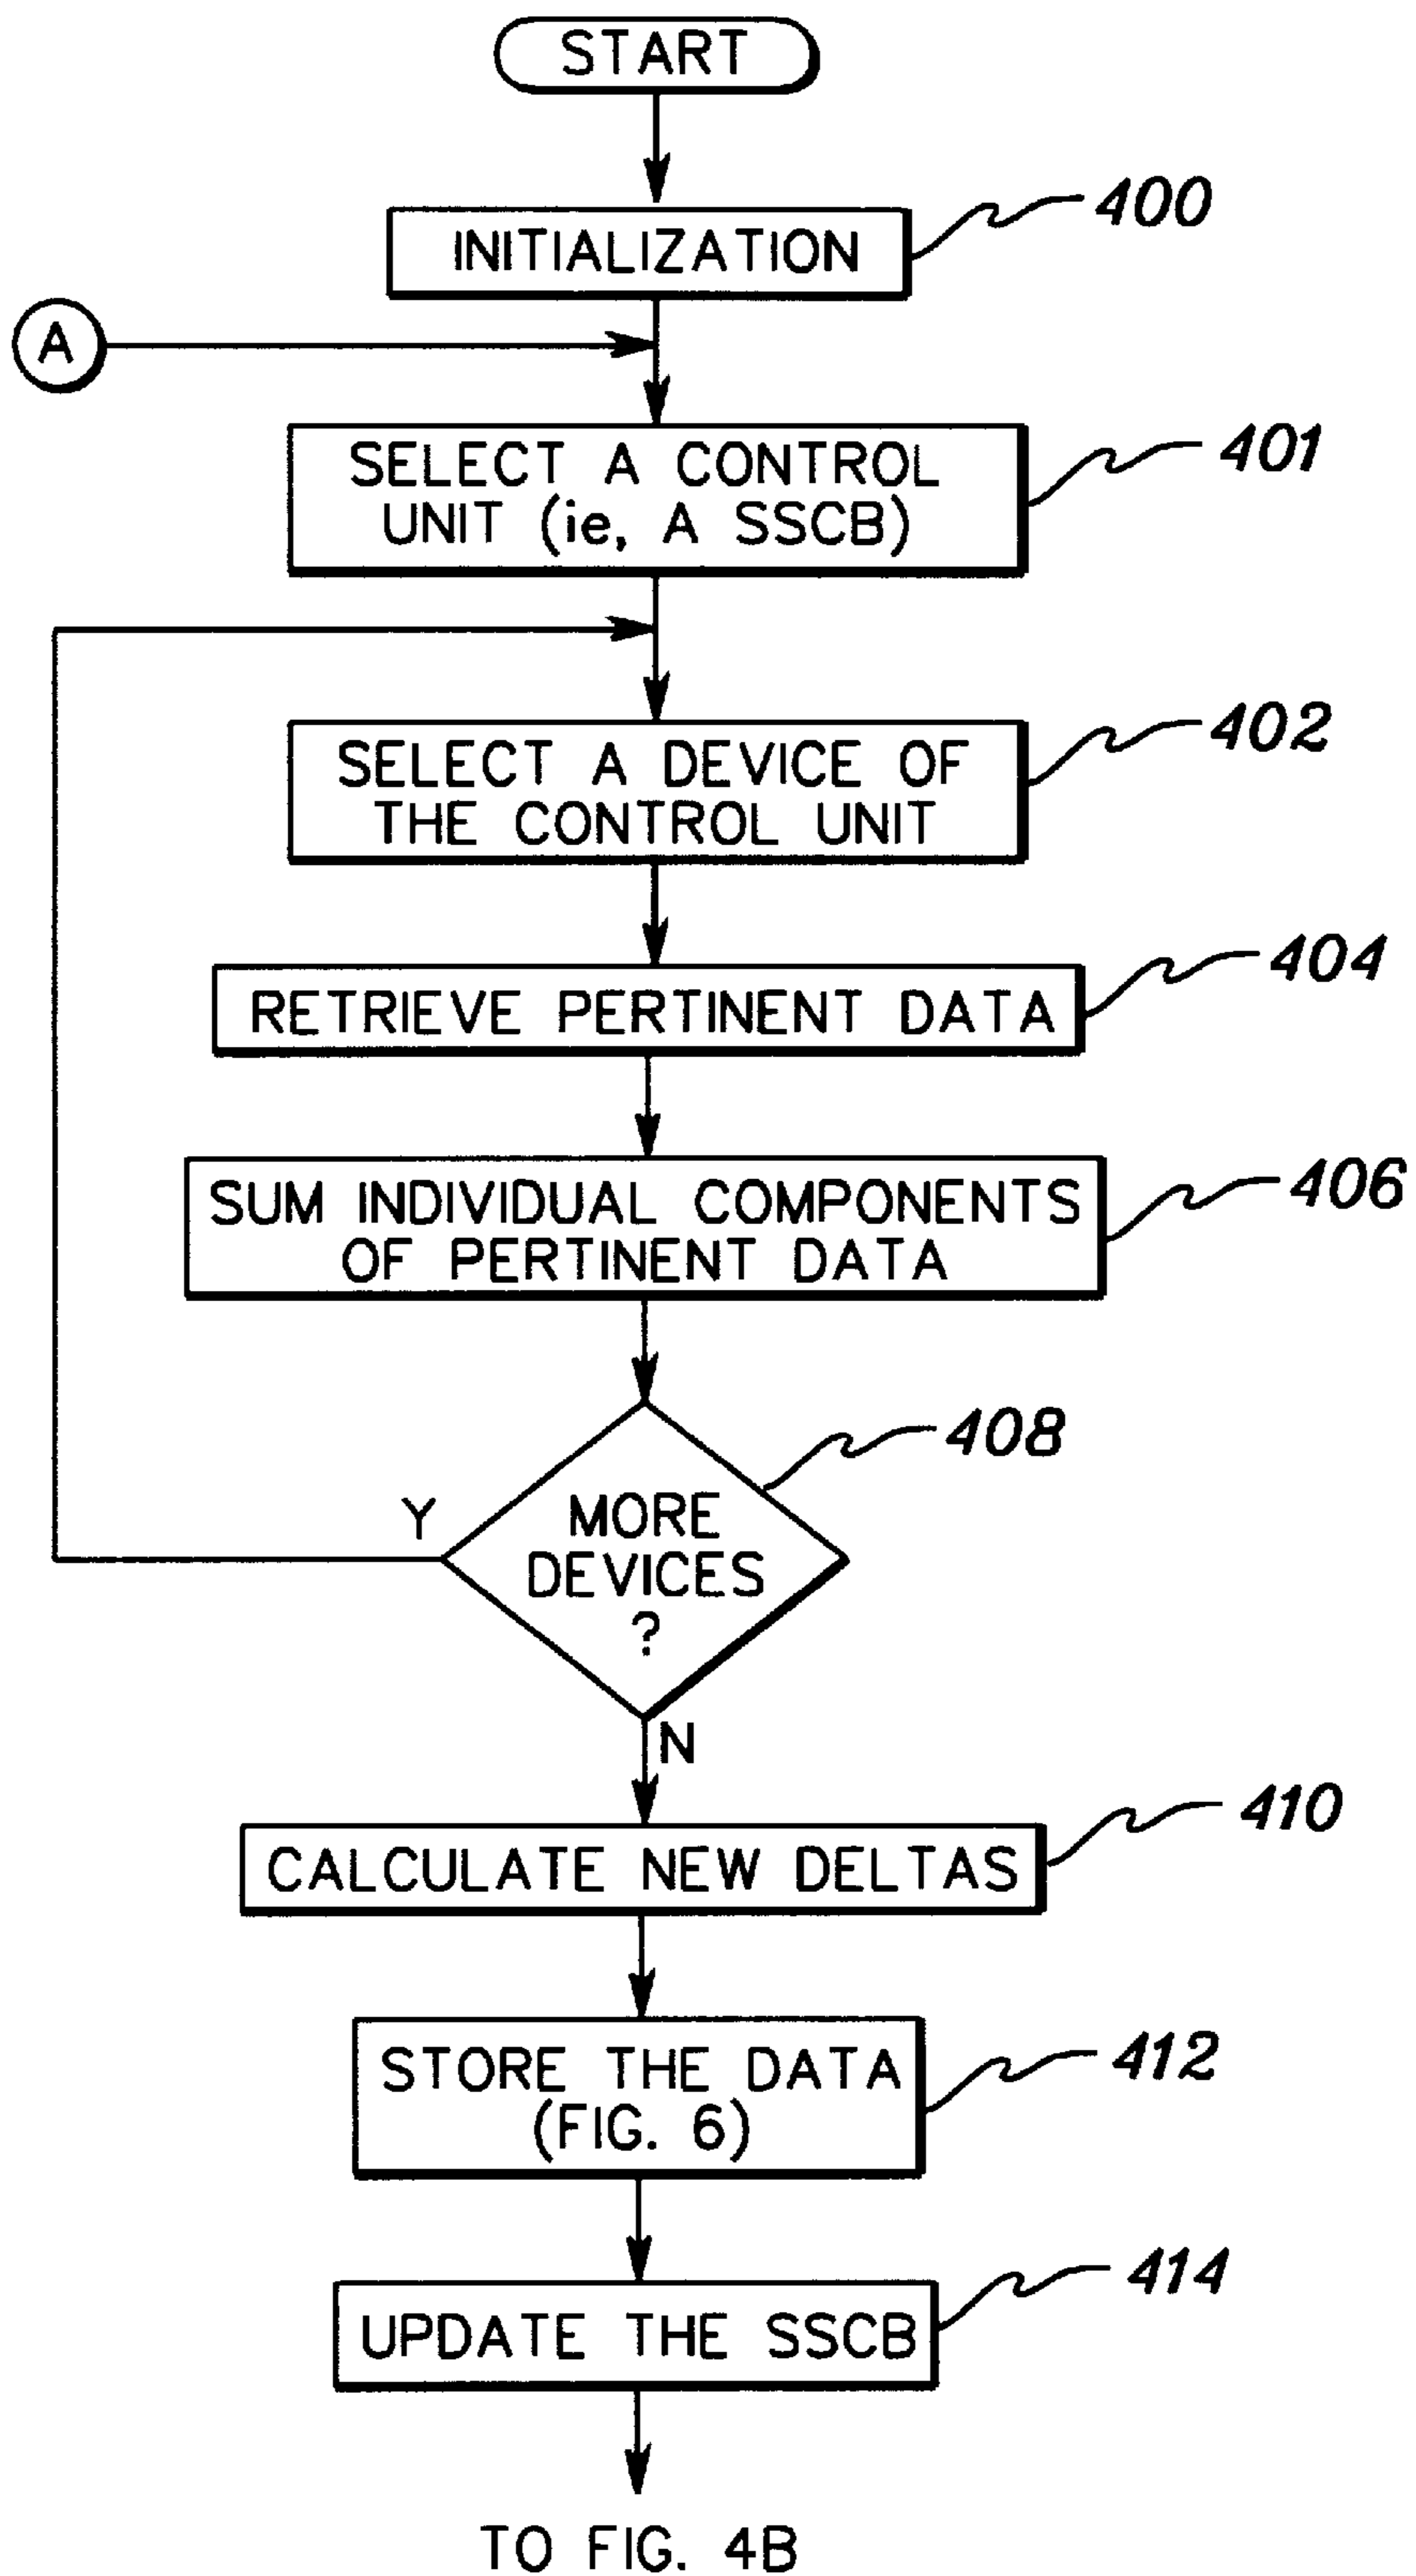 START
INITIALIZATION
400
A
SELECT A CONTROL
UNIT (ie, A SSCB)
401
SELECT A DEVICE OF
THE CONTROL UNIT
402
RETRIEVE PERTINENT DATA
404
SUM INDIVIDUAL COMPONENTS
OF PERTINENT DATA
406
MORE
DEVICES
?
408
Y
N
CALCULATE NEW DELTAS
410
STORE THE DATA
(FIG. 6)
412
UPDATE THE SSCB
414
TO FIG. 4B